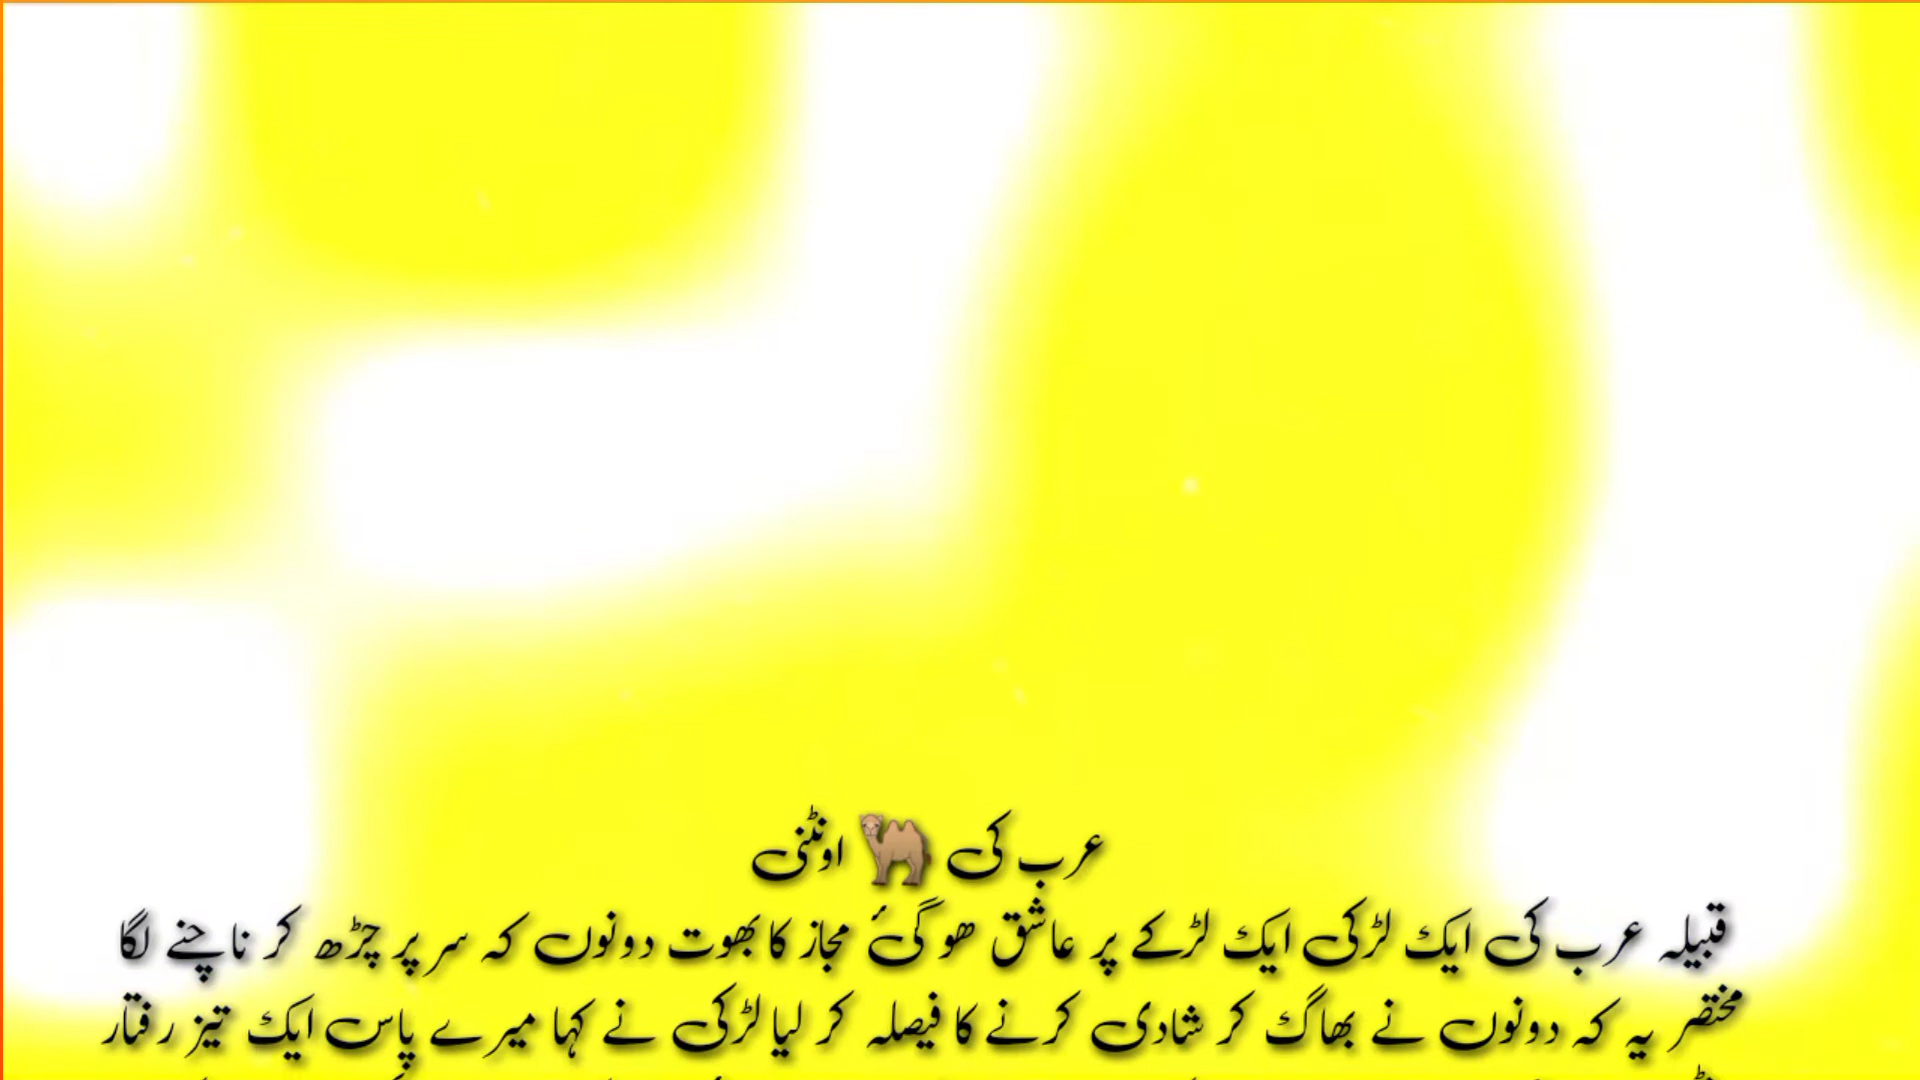 عرب کی 🐫 اونٹنی
قبیلہ عرب کی ایک لڑکی ایک لڑکے پر عاشق ھو گئ مجاز کا بھوت دونوں کہ سر پر چڑھ کر ناچنے لگا
مختصر یہ کہ دونوں نے بھاگ کر شادی کرنے کا فیصلہ کر لیا لڑکی نے کہا میرے پاس ایک تیز رفتار